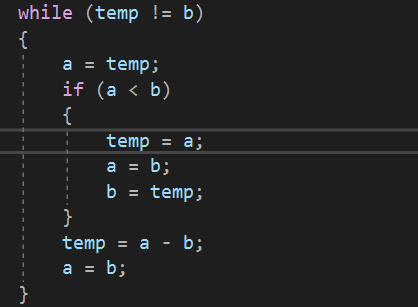 while (temp != b)
{
    a = temp;
    if (a < b)
    {
        temp = a;
        a = b;
        b = temp;
    }
    temp = a - b;
    a = b;
}